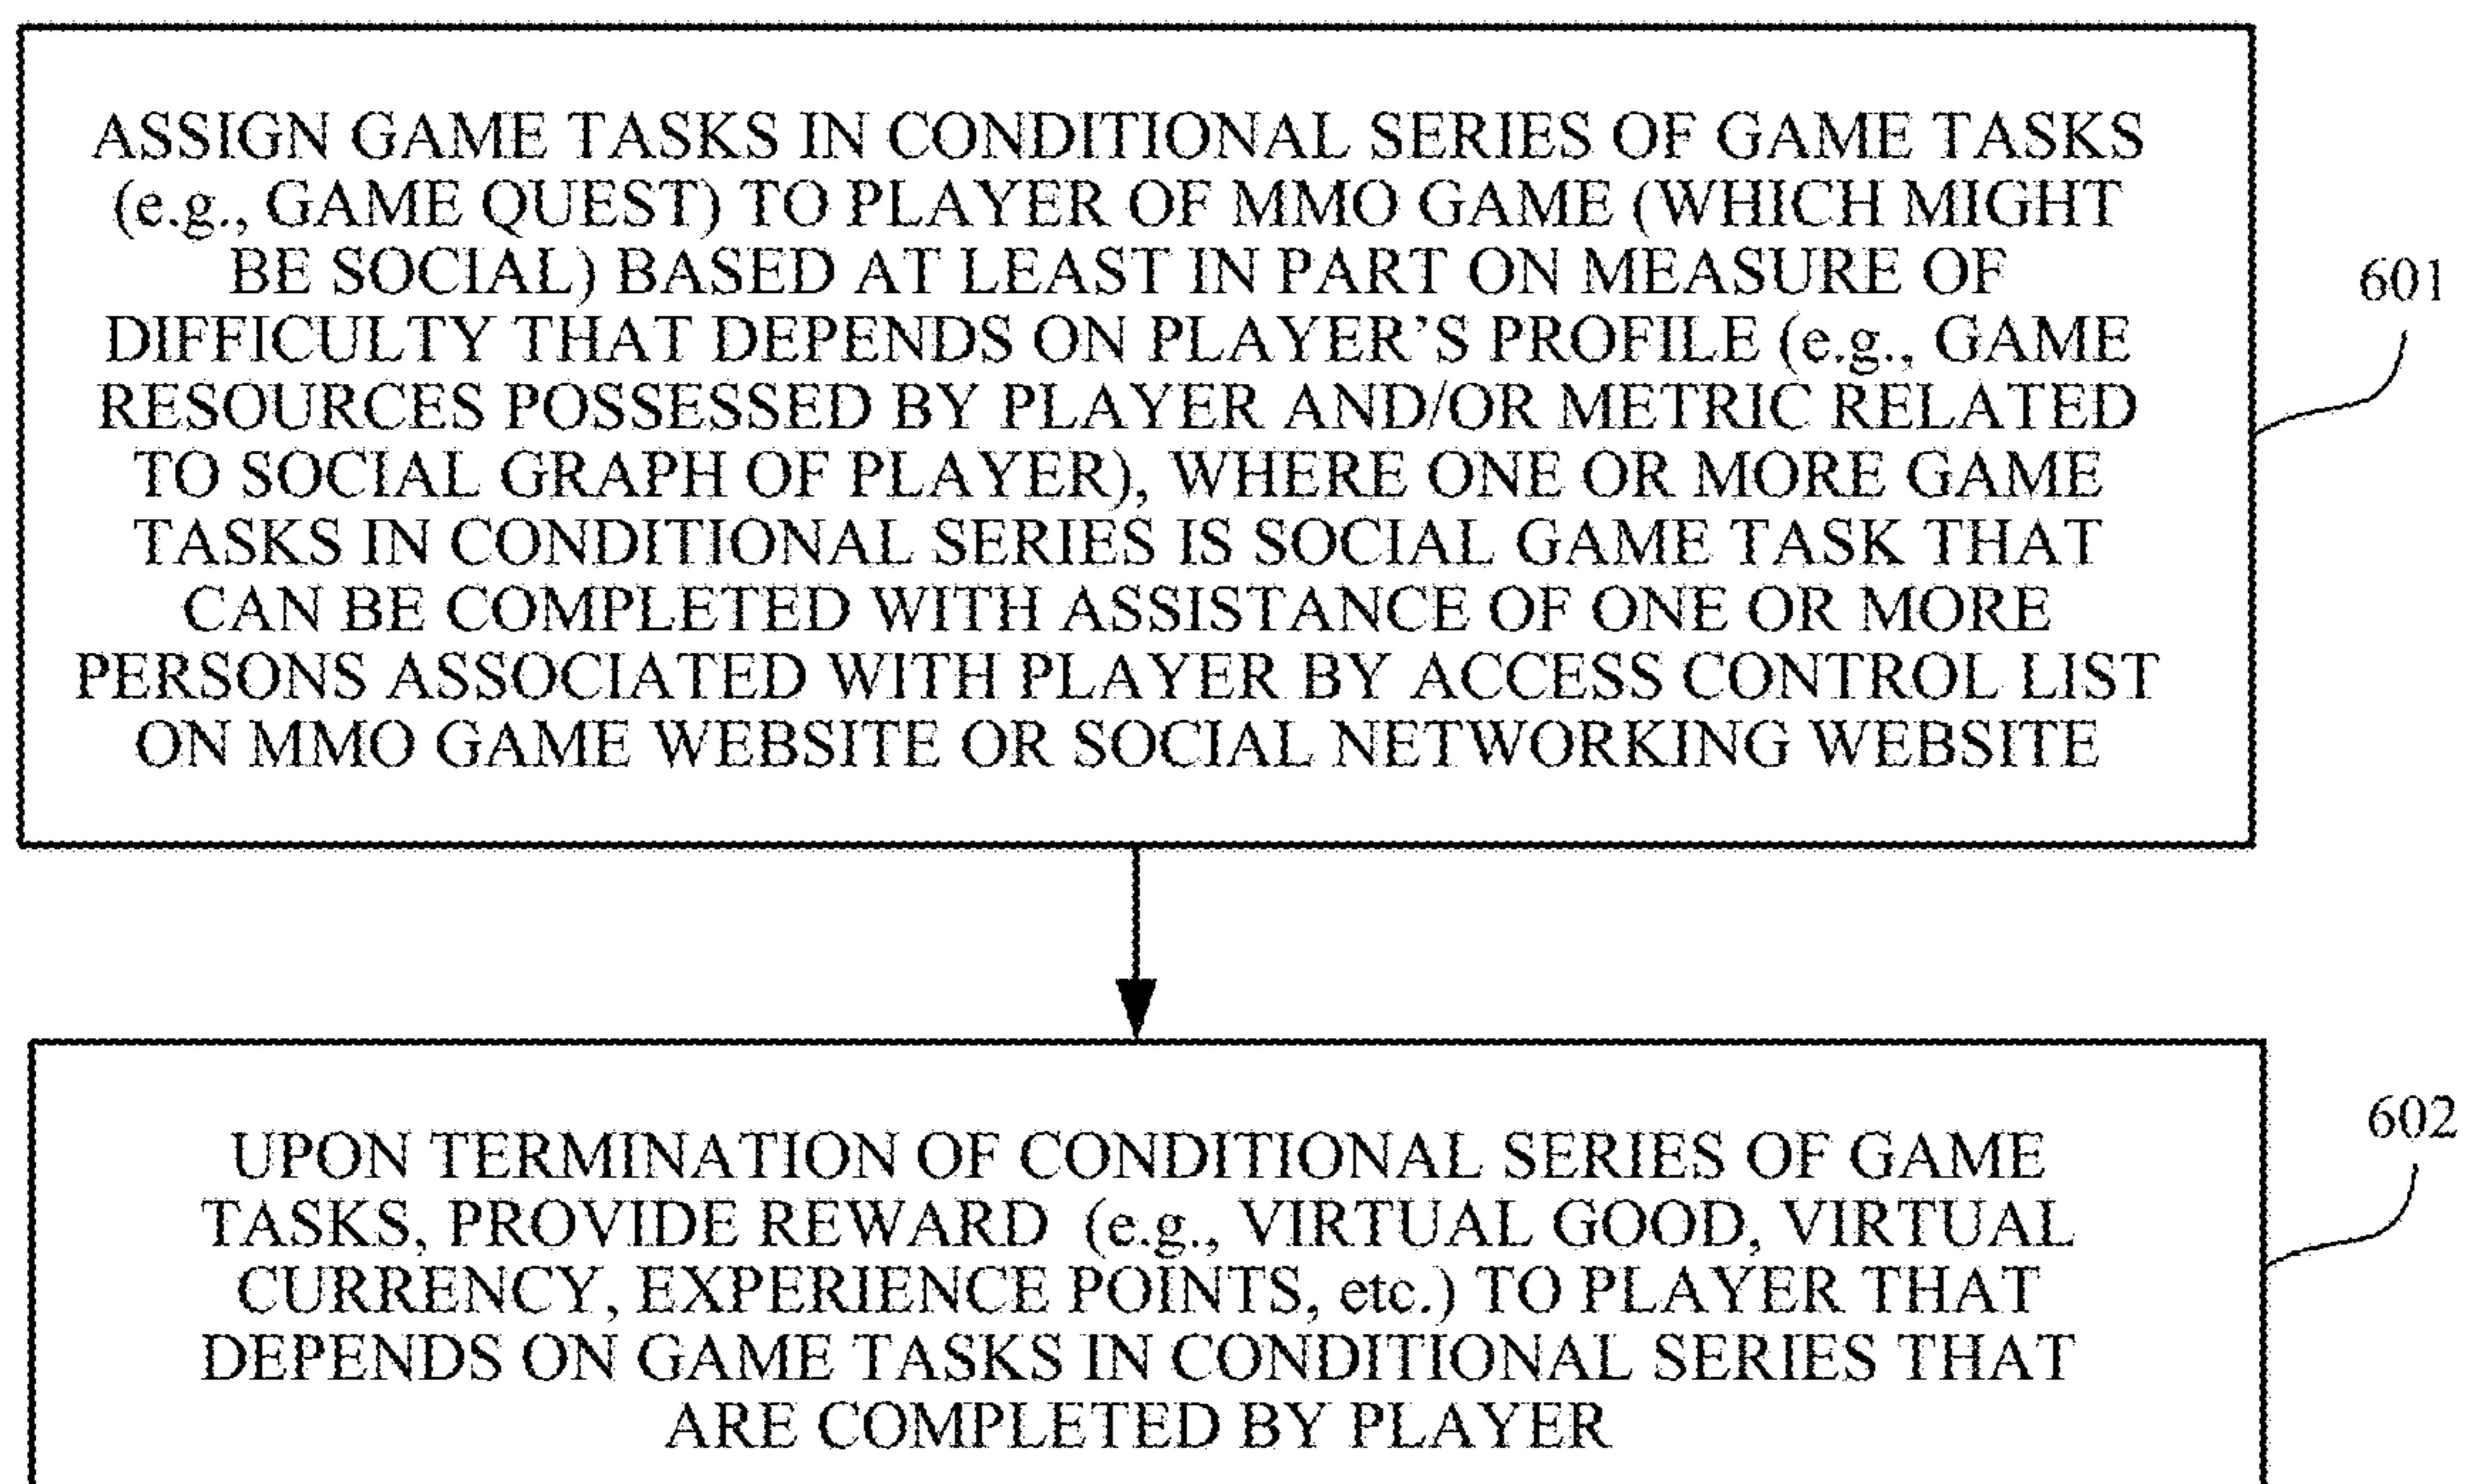 ASSIGN GAME TASKS IN CONDITIONAL SERIES OF GAME TASKS
(e.g., GAME QUEST) TO PLAYER OF MMO GAME (WHICH MIGHT
BE SOCIAL) BASED AT LEAST IN PART ON MEASURE OF
DIFFICULTY THAT DEPENDS ON PLAYER’S PROFILE (e.g., GAME
RESOURCES POSSESSED BY PLAYER AND/OR METRIC RELATED
TO SOCIAL GRAPH OF PLAYER), WHERE ONE OR MORE GAME
TASKS IN CONDITIONAL SERIES IS SOCIAL GAME TASK THAT
CAN BE COMPLETED WITH ASSISTANCE OF ONE OR MORE
PERSONS ASSOCIATED WITH PLAYER BY ACCESS CONTROL LIST
ON MMO GAME WEBSITE OR SOCIAL NETWORKING WEBSITE
601
UPON TERMINATION OF CONDITIONAL SERIES OF GAME
TASKS, PROVIDE REWARD (e.g., VIRTUAL GOOD, VIRTUAL
CURRENCY, EXPERIENCE POINTS, etc.) TO PLAYER THAT
DEPENDS ON GAME TASKS IN CONDITIONAL SERIES THAT
ARE COMPLETED BY PLAYER
602